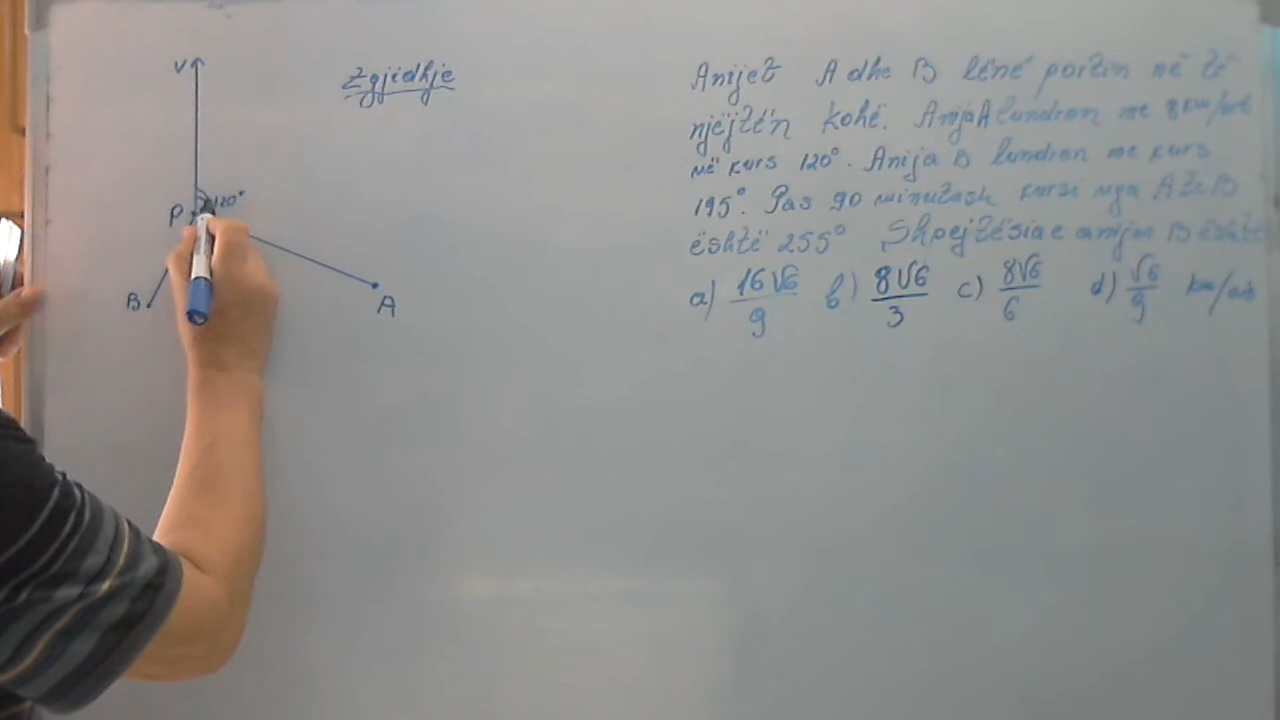 V
Zgjidhje
P
120°
B
A
Anijet A dhe B lënë portin në të
njëjtën kohë. Anija A lundron me 8km/orë
në kurs 120°. Anija B lundron me kurs
195°. Pas 90 minutash kursi nga A te B
është 255° Shpejtësia e anijes B është
a) 16√6/9 b) 8√6/3 c) 8√6/6 d) √6/9 km/orë